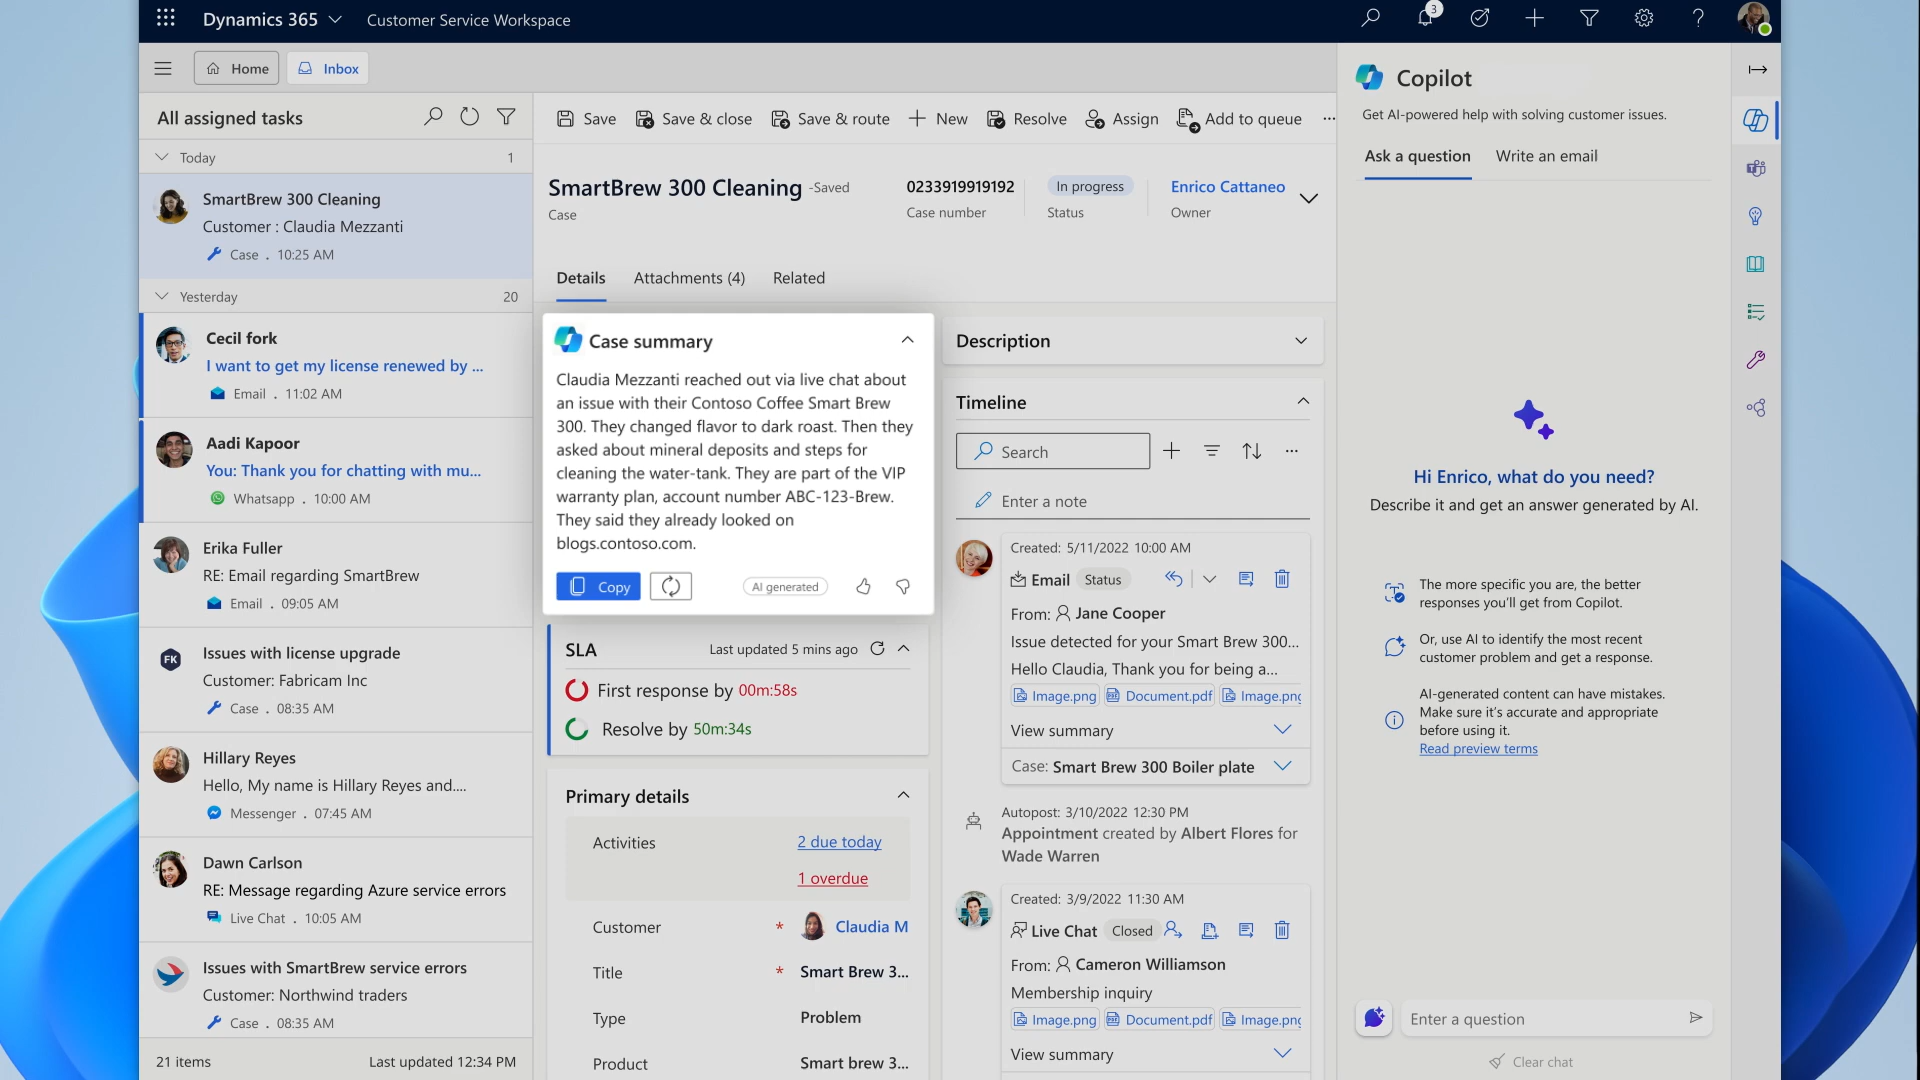 Dynamics 365
Customer Service Workspace
3
Home
Inbox
All assigned tasks
Today
1
SmartBrew 300 Cleaning
Customer : Claudia Mezzanti
Case . 10:25 AM
Yesterday
20
Cecil fork
I want to get my license renewed by ...
Email . 11:02 AM
Aadi Kapoor
You: Thank you for chatting with mu...
Whatsapp . 10:00 AM
Erika Fuller
RE: Email regarding SmartBrew
Email . 09:05 AM
FK
Issues with license upgrade
Customer: Fabricam Inc
Case . 08:35 AM
Hillary Reyes
Hello, My name is Hillary Reyes and....
Messenger . 07:45 AM
Dawn Carlson
RE: Message regarding Azure service errors
Live Chat . 10:05 AM
Issues with SmartBrew service errors
Customer: Northwind traders
Case . 08:35 AM
21 items
Last updated 12:34 PM
Save
Save & close
Save & route
New
Resolve
Assign
Add to queue
SmartBrew 300 Cleaning -Saved
Case
0233919919192
Case number
In progress
Status
Enrico Cattaneo
Owner
Details
Attachments (4)
Related
Case summary
Claudia Mezzanti reached out via live chat about
an issue with their Contoso Coffee Smart Brew
300. They changed flavor to dark roast. Then they
asked about mineral deposits and steps for
cleaning the water-tank. They are part of the VIP
warranty plan, account number ABC-123-Brew.
They said they already looked on
blogs.contoso.com.
Copy
AI generated
SLA
Last updated 5 mins ago
First response by 00m:58s
Resolve by 50m:34s
Primary details
Activities
2 due today
1 overdue
Customer
* Claudia M
Title
* Smart Brew 3...
Type
Problem
Product
Smart brew 3...
Description
Timeline
Search
Enter a note
Created: 5/11/2022 10:00 AM
Email Status
From: Jane Cooper
Issue detected for your Smart Brew 300...
Hello Claudia, Thank you for being a...
Image.png Document.pdf Image.png
View summary
Case: Smart Brew 300 Boiler plate
Autopost: 3/10/2022 12:30 PM
Appointment created by Albert Flores for
Wade Warren
Created: 3/9/2022 11:30 AM
Live Chat Closed
From: Cameron Williamson
Membership inquiry
Image.png Document.pdf Image.png
View summary
Copilot
Get AI-powered help with solving customer issues.
Ask a question
Write an email
Hi Enrico, what do you need?
Describe it and get an answer generated by AI.
The more specific you are, the better
responses you'll get from Copilot.
Or, use AI to identify the most recent
customer problem and get a response.
AI-generated content can have mistakes.
Make sure it's accurate and appropriate
before using it.
Read preview terms
Enter a question
Clear chat